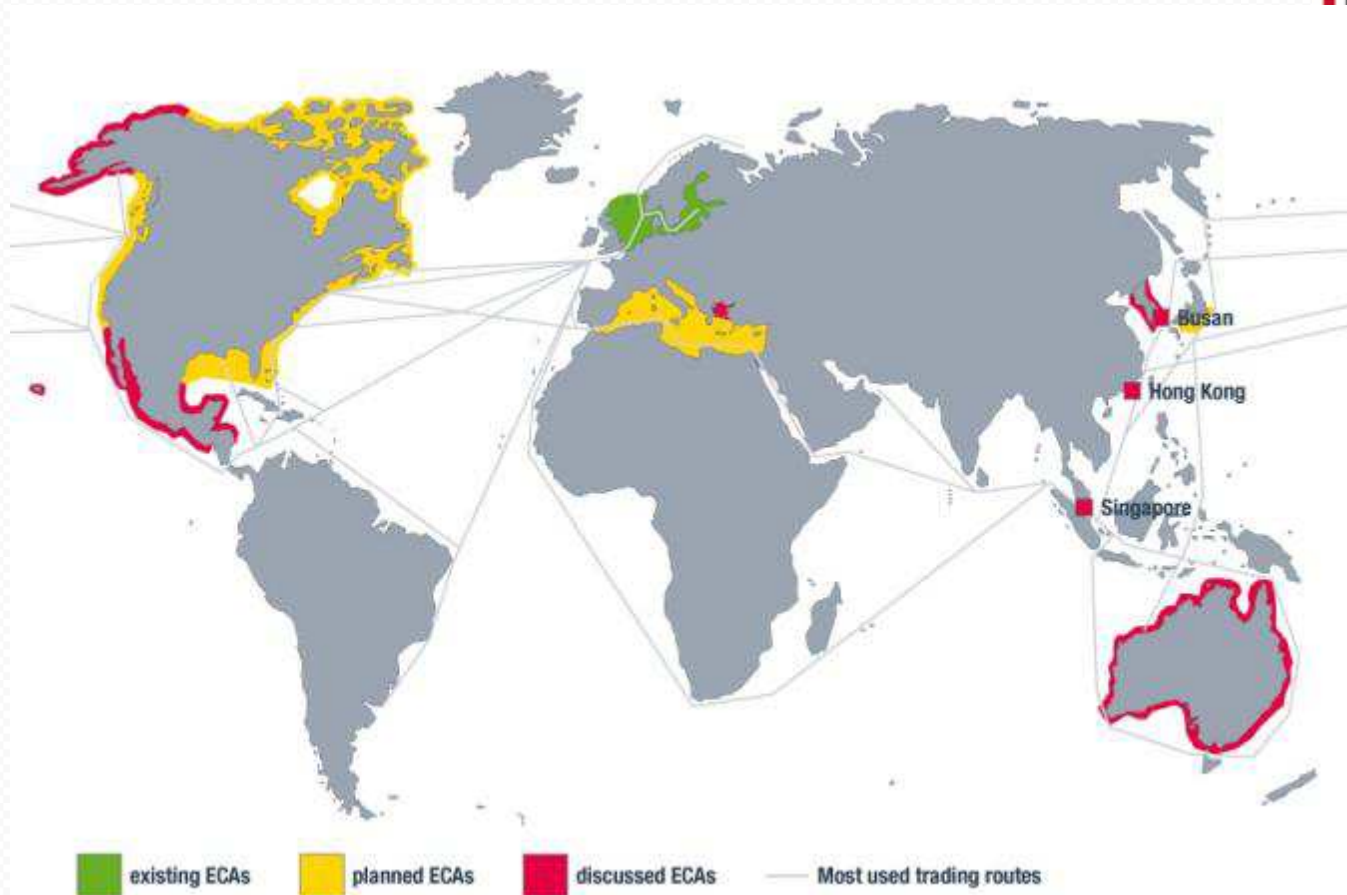 Busan
Hong Kong
Singapore
existing ECAs
planned ECAs
discussed ECAs
Most used trading routes